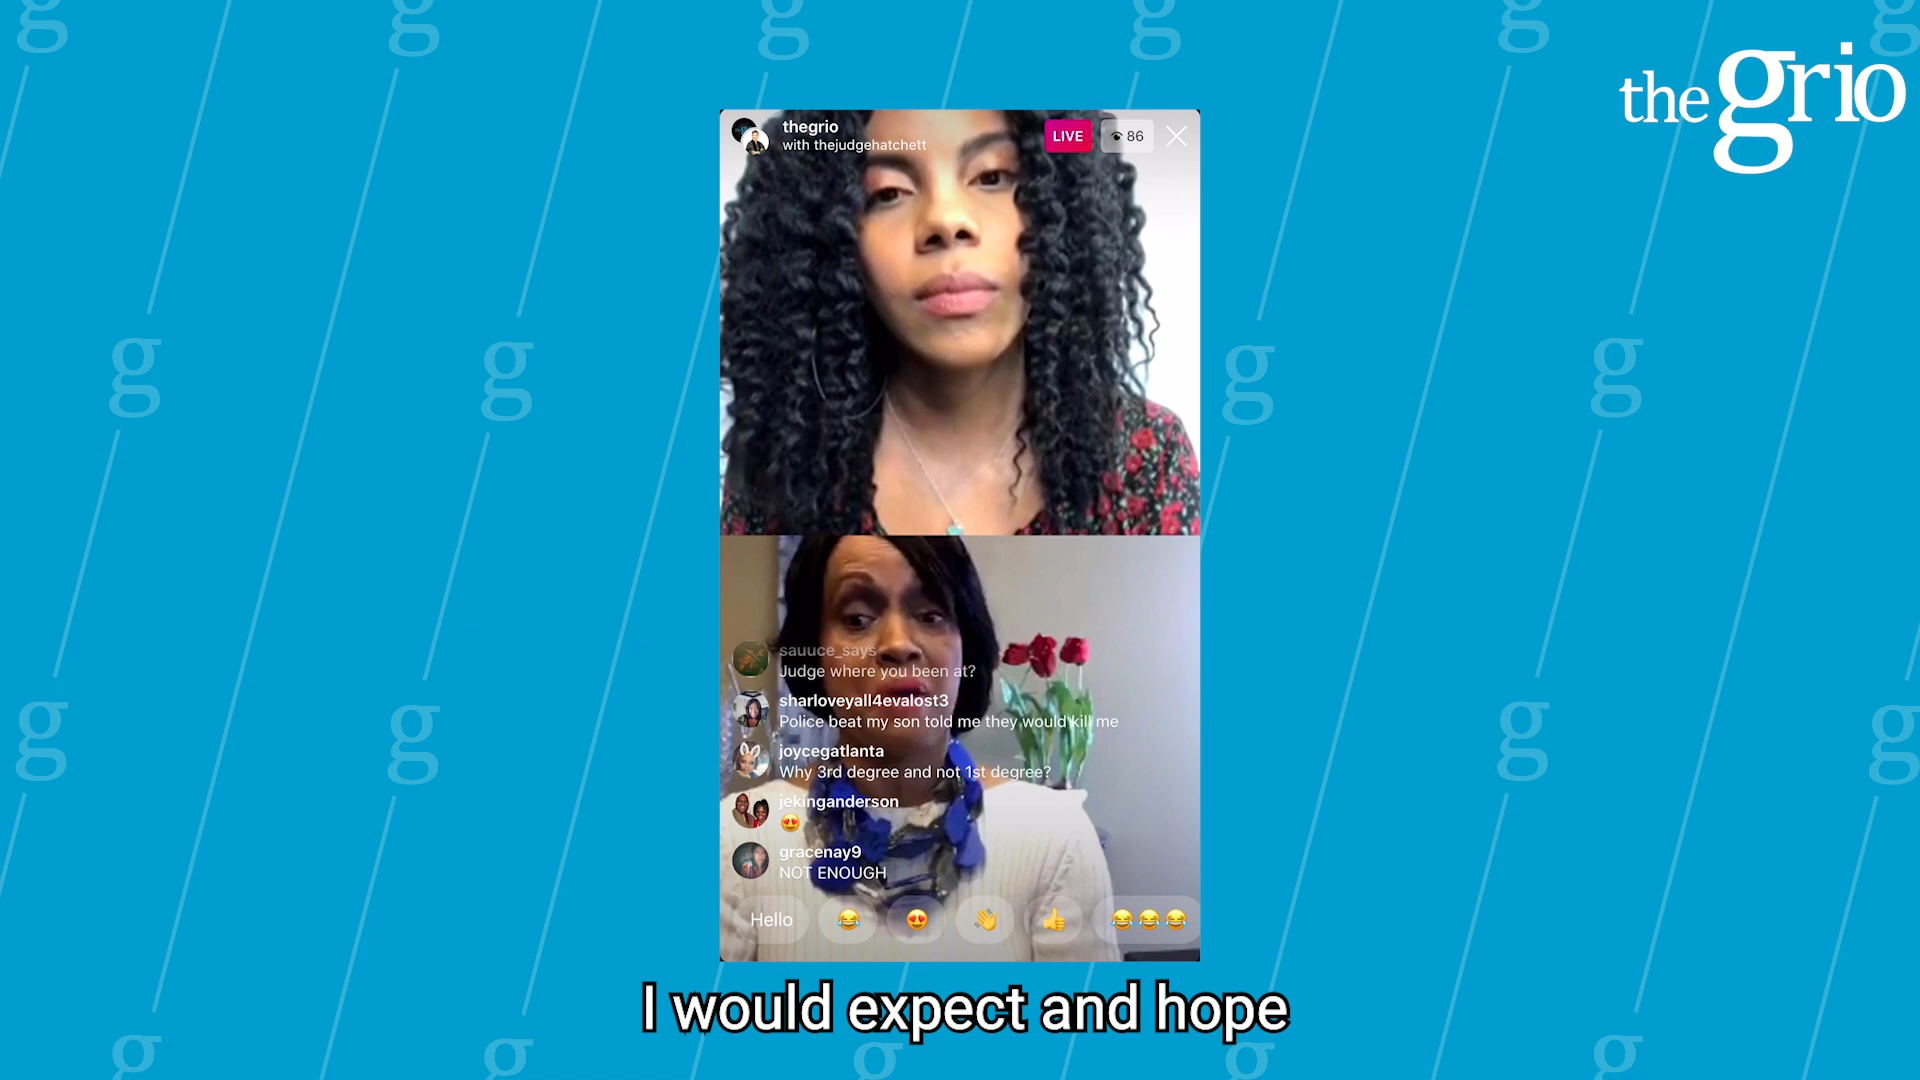 the grio
thegrio
with thejudgehatchett
LIVE
86
sauuce_says
Judge where you been at?
sharloveyall4evalost3
Police beat my son told me they would kill me
joycegatlanta
Why 3rd degree and not 1st degree?
jekinganderson
😍
gracenay9
NOT ENOUGH
Hello 😂 😍 👋 👍 😂😂😂
I would expect and hope